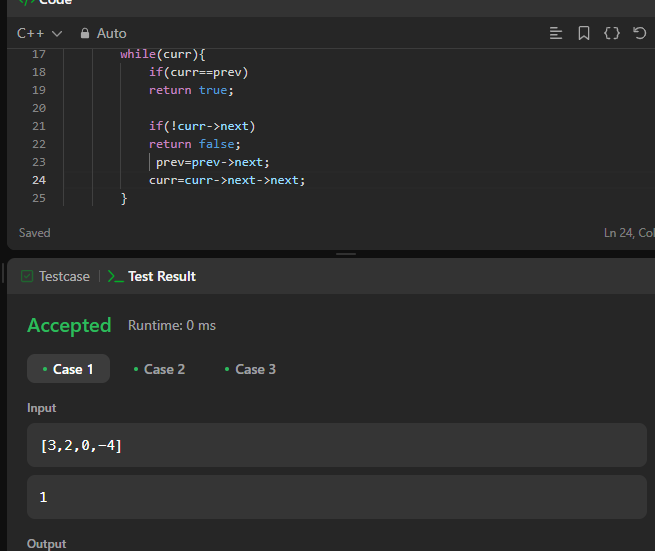 </> Code
C++ Auto
17 while(curr){
18 if(curr==prev)
19 return true;
20
21 if(!curr->next)
22 return false;
23 prev=prev->next;
24 curr=curr->next->next;
25 }
Saved Ln 24, Col
Testcase Test Result
Accepted Runtime: 0 ms
Case 1 Case 2 Case 3
Input
[3,2,0,-4]
1
Output